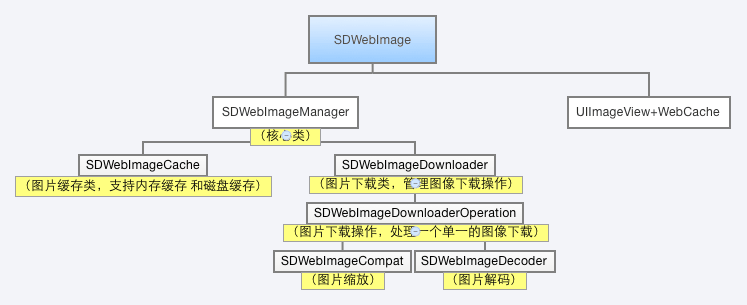 SDWebImage
SDWebImageManager
UIImageView+WebCache
（核心类）
SDWebImageCache
SDWebImageDownloader
（图片缓存类，支持内存缓存 和磁盘缓存）
（图片下载类，管理图像下载操作）
SDWebImageDownloaderOperation
（图片下载操作，处理一个单一的图像下载）
SDWebImageCompat
SDWebImageDecoder
（图片缩放）
（图片解码）